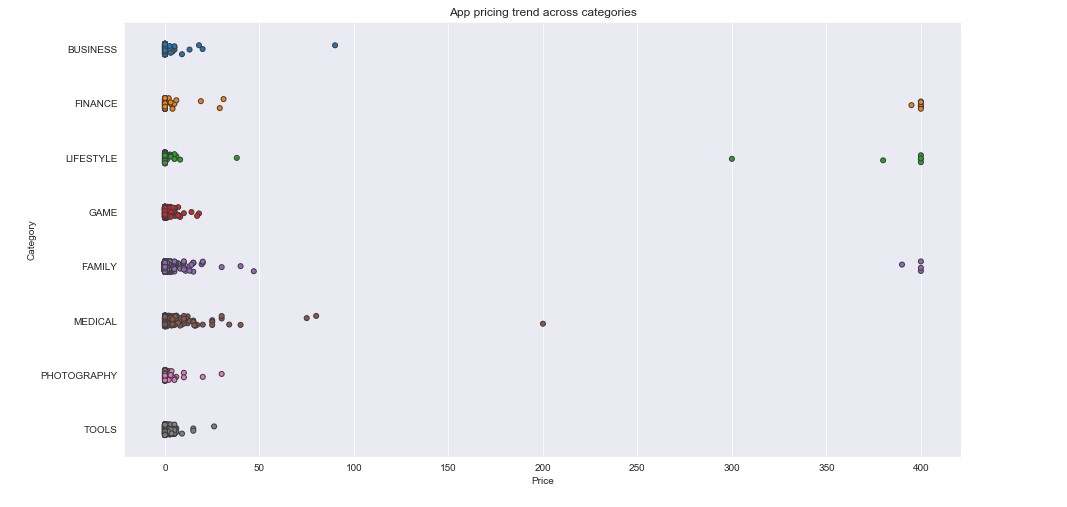 App pricing trend across categories
BUSINESS
FINANCE
LIFESTYLE
GAME
FAMILY
MEDICAL
PHOTOGRAPHY
TOOLS
Category
0 50 100 150 200 250 300 350 400
Price